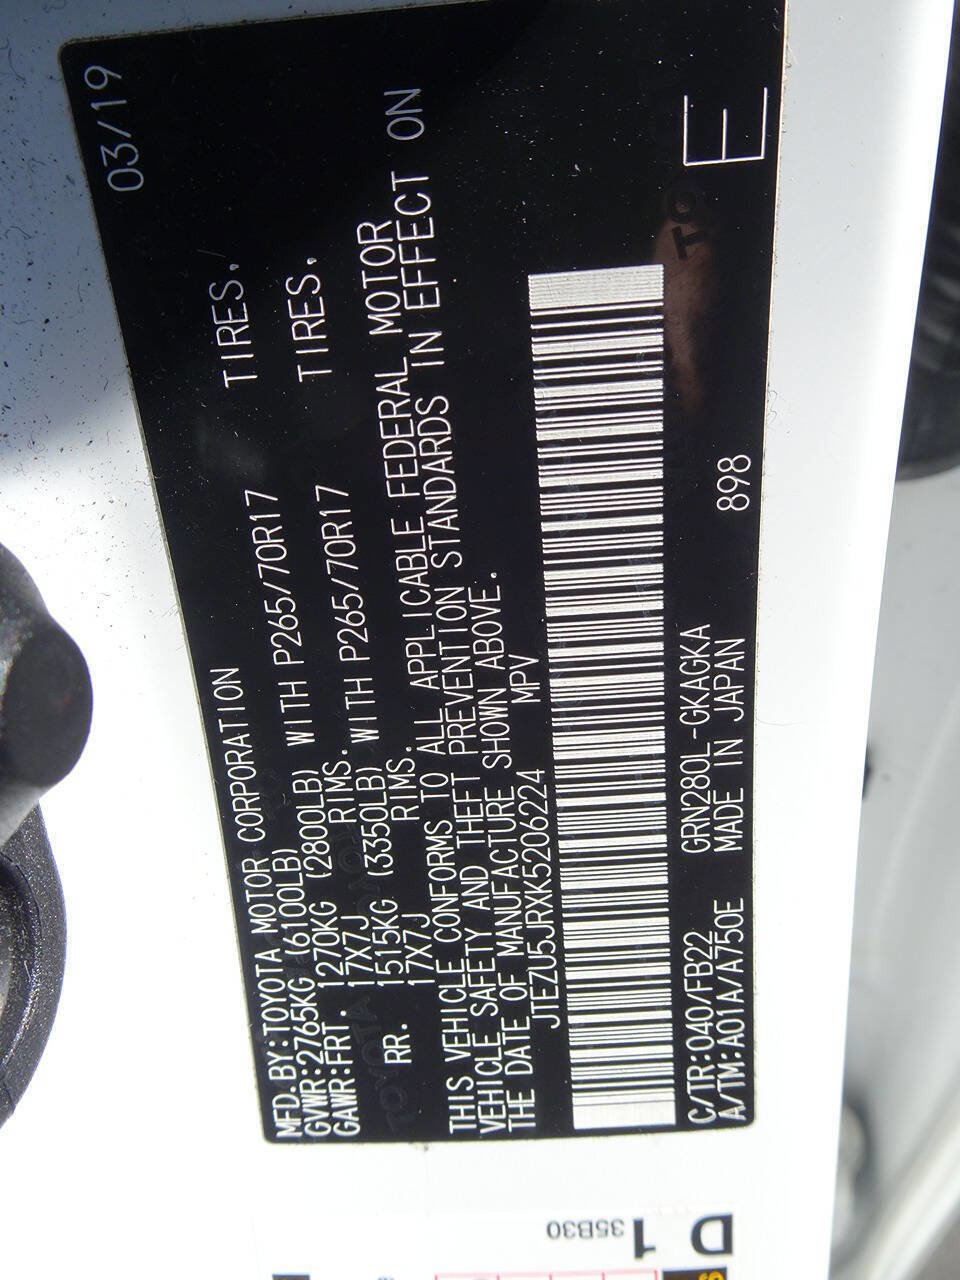 MFD.BY:TOYOTA MOTOR CORPORATION 03/19
GVWR:2765KG (6100LB)
GAWR:FRT. 1270KG (2800LB) WITH P265/70R17 TIRES.
17X7J RIMS.
RR. 1515KG (3350LB) WITH P265/70R17 TIRES.
17X7J RIMS.
THIS VEHICLE CONFORMS TO ALL APPLICABLE FEDERAL MOTOR
VEHICLE SAFETY AND THEFT PREVENTION STANDARDS IN EFFECT ON
THE DATE OF MANUFACTURE SHOWN ABOVE.
JTEZU5JRXK5206224 MPV
C/TR:040/FB22 GRN280L-GKAGKA 898 E
A/TM:A01A/A750E MADE IN JAPAN
D1
35B30